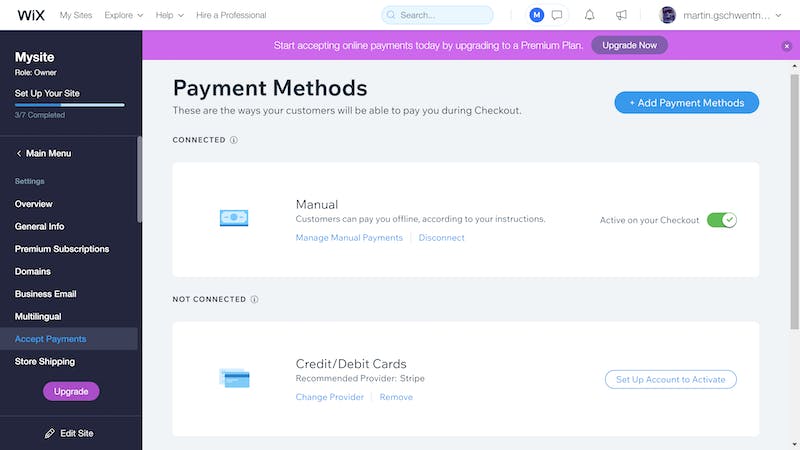 WiX My Sites Explore Help Hire a Professional Search... M martin.gschwentn...
Start accepting online payments today by upgrading to a Premium Plan. Upgrade Now
Mysite
Role: Owner
Set Up Your Site
3/7 Completed
Main Menu
Settings
Overview
General Info
Premium Subscriptions
Domains
Business Email
Multilingual
Accept Payments
Store Shipping
Upgrade
Edit Site
Payment Methods
These are the ways your customers will be able to pay you during Checkout.
+ Add Payment Methods
CONNECTED
Manual
Customers can pay you offline, according to your instructions.
Manage Manual Payments Disconnect
Active on your Checkout
NOT CONNECTED
Credit/Debit Cards
Recommended Provider: Stripe
Change Provider Remove
Set Up Account to Activate